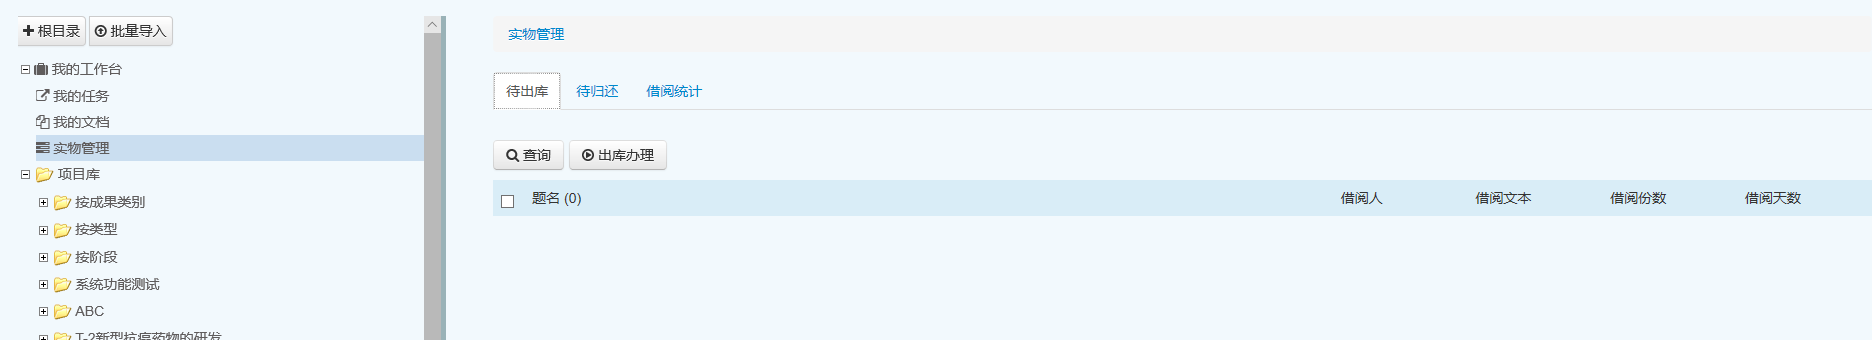 根目录 批量导入
我的工作台
我的任务
我的文档
实物管理
项目库
按成果类别
按类型
按阶段
系统功能测试
ABC
T-2新型抗癌药物的研发
实物管理
待出库 待归还 借阅统计
查询 出库办理
题名 (0) 借阅人 借阅文本 借阅份数 借阅天数